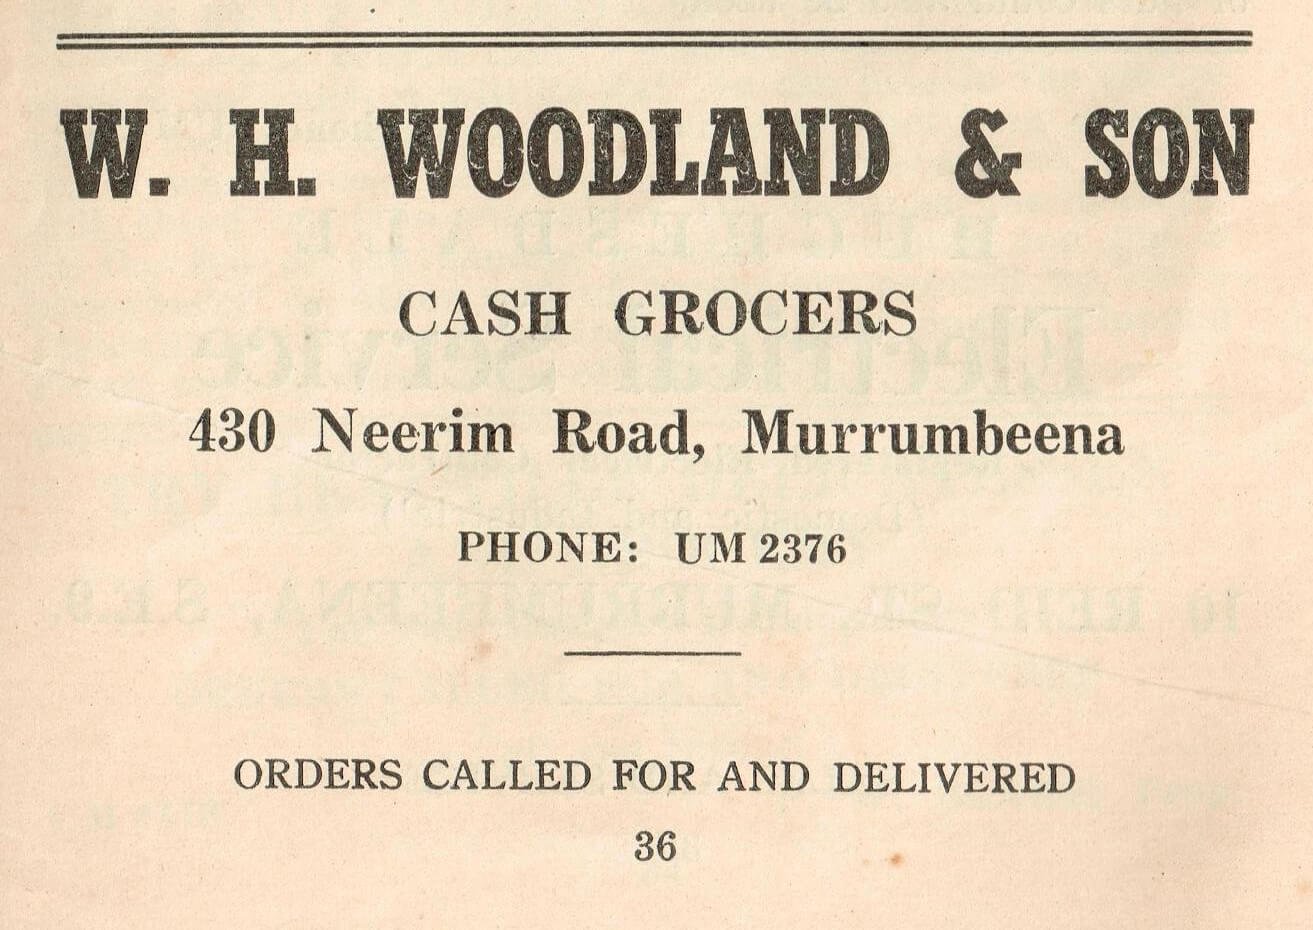 W. H. WOODLAND & SON
CASH GROCERS
430 Neerim Road, Murrumbeena
PHONE: UM 2376
ORDERS CALLED FOR AND DELIVERED
36